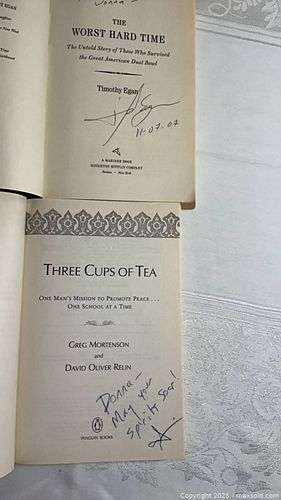 Donna
THE
WORST HARD TIME
The Untold Story of Those Who Survived
the Great American Dust Bowl
Timothy Egan
11-07-07
A MARINER BOOK
HOUGHTON MIFFLIN COMPANY
Boston • New York
THREE CUPS OF TEA
ONE MAN'S MISSION TO PROMOTE PEACE . . .
ONE SCHOOL AT A TIME
GREG MORTENSON
and
DAVID OLIVER RELIN
Donna –
May your
spirits soar!
PENGUIN BOOKS
Copyright 2025 - maxsold.com